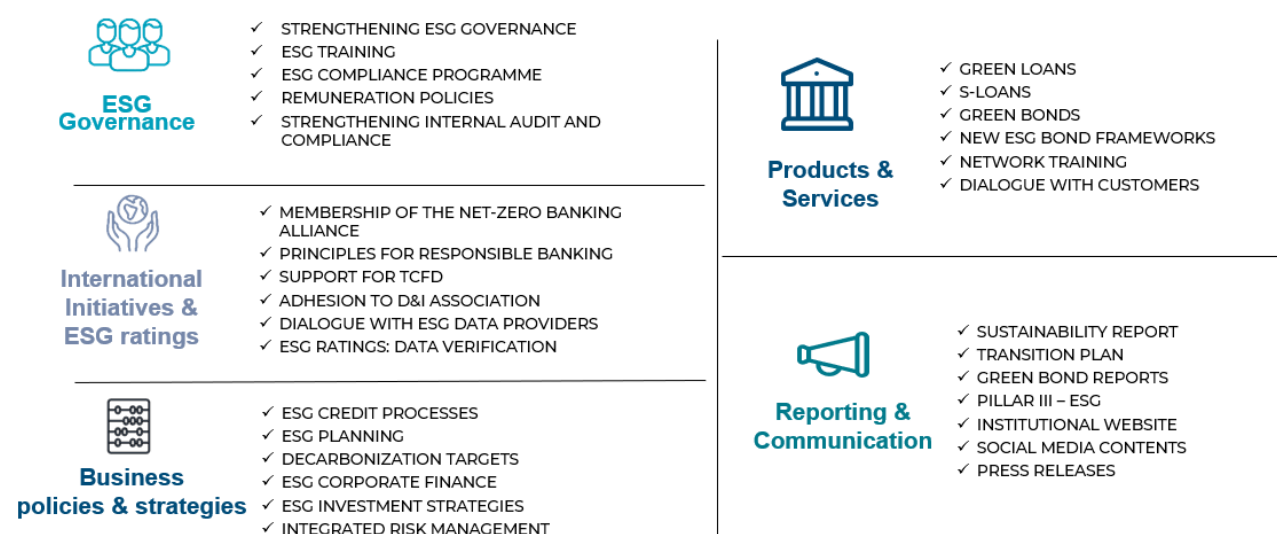 ESG
Governance
STRENGTHENING ESG GOVERNANCE
ESG TRAINING
ESG COMPLIANCE PROGRAMME
REMUNERATION POLICIES
STRENGTHENING INTERNAL AUDIT AND
COMPLIANCE
International
Initiatives &
ESG ratings
MEMBERSHIP OF THE NET-ZERO BANKING
ALLIANCE
PRINCIPLES FOR RESPONSIBLE BANKING
SUPPORT FOR TCFD
ADHESION TO D&I ASSOCIATION
DIALOGUE WITH ESG DATA PROVIDERS
ESG RATINGS: DATA VERIFICATION
Business
policies & strategies
ESG CREDIT PROCESSES
ESG PLANNING
DECARBONIZATION TARGETS
ESG CORPORATE FINANCE
ESG INVESTMENT STRATEGIES
INTEGRATED RISK MANAGEMENT
Products &
Services
GREEN LOANS
S-LOANS
GREEN BONDS
NEW ESG BOND FRAMEWORKS
NETWORK TRAINING
DIALOGUE WITH CUSTOMERS
Reporting &
Communication
SUSTAINABILITY REPORT
TRANSITION PLAN
GREEN BOND REPORTS
PILLAR III – ESG
INSTITUTIONAL WEBSITE
SOCIAL MEDIA CONTENTS
PRESS RELEASES